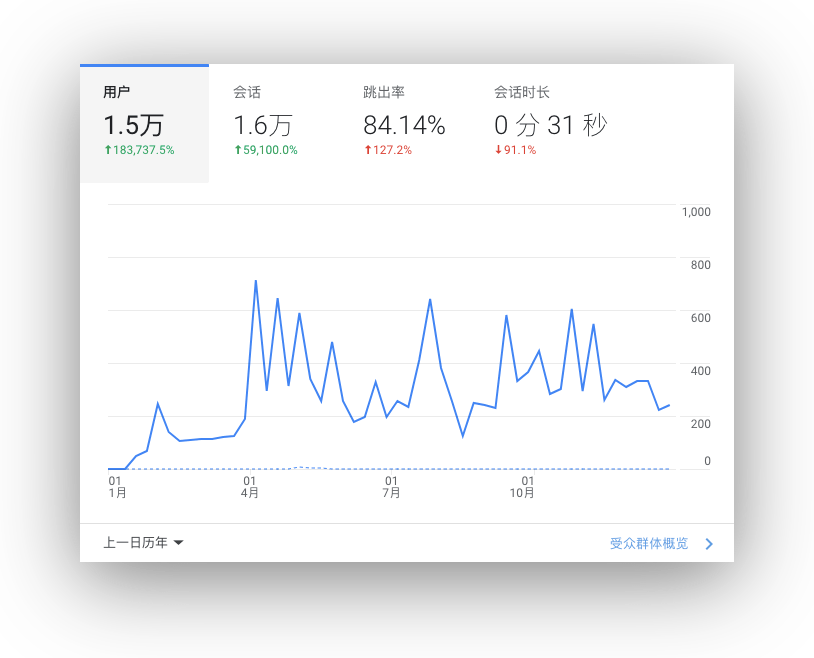 用户 会话 跳出率 会话时长
1.5万 1.6万 84.14% 0 分 31 秒
↑183,737.5% ↑59,100.0% ↑127.2% ↓91.1%
1,000
800
600
400
200
0
01 01 01 01
1月 4月 7月 10月
上一日历年 受众群体概览